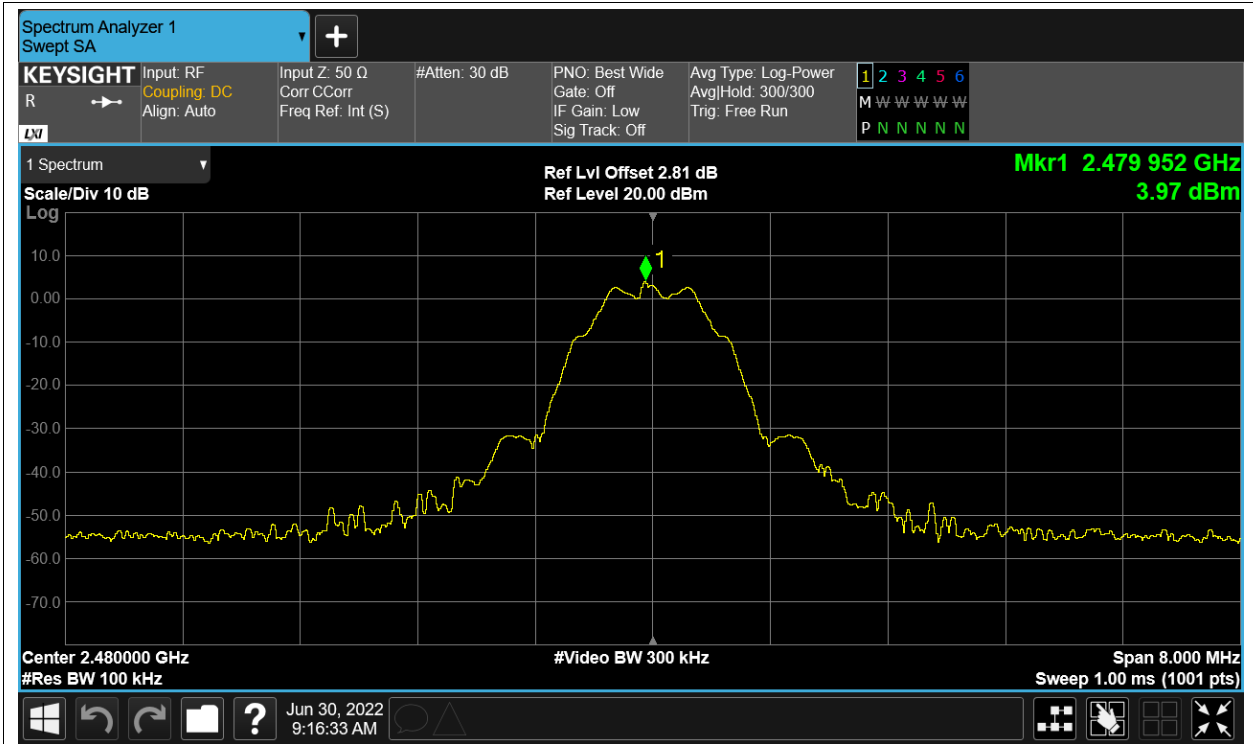 Spectrum Analyzer 1
Swept SA
KEYSIGHT
R
LXI
Input: RF
Coupling: DC
Align: Auto
Input Z: 50 Ω
Corr CCorr
Freq Ref: Int (S)
#Atten: 30 dB
PNO: Best Wide
Gate: Off
IF Gain: Low
Sig Track: Off
Avg Type: Log-Power
Avg|Hold: 300/300
Trig: Free Run
1 2 3 4 5 6
M W W W W W W
P N N N N N N
1 Spectrum
Scale/Div 10 dB
Log
Ref Lvl Offset 2.81 dB
Ref Level 20.00 dBm
Mkr1 2.479 952 GHz
3.97 dBm
1
10.0
0.00
-10.0
-20.0
-30.0
-40.0
-50.0
-60.0
-70.0
Center 2.480000 GHz
#Res BW 100 kHz
#Video BW 300 kHz
Span 8.000 MHz
Sweep 1.00 ms (1001 pts)
?
Jun 30, 2022
9:16:33 AM